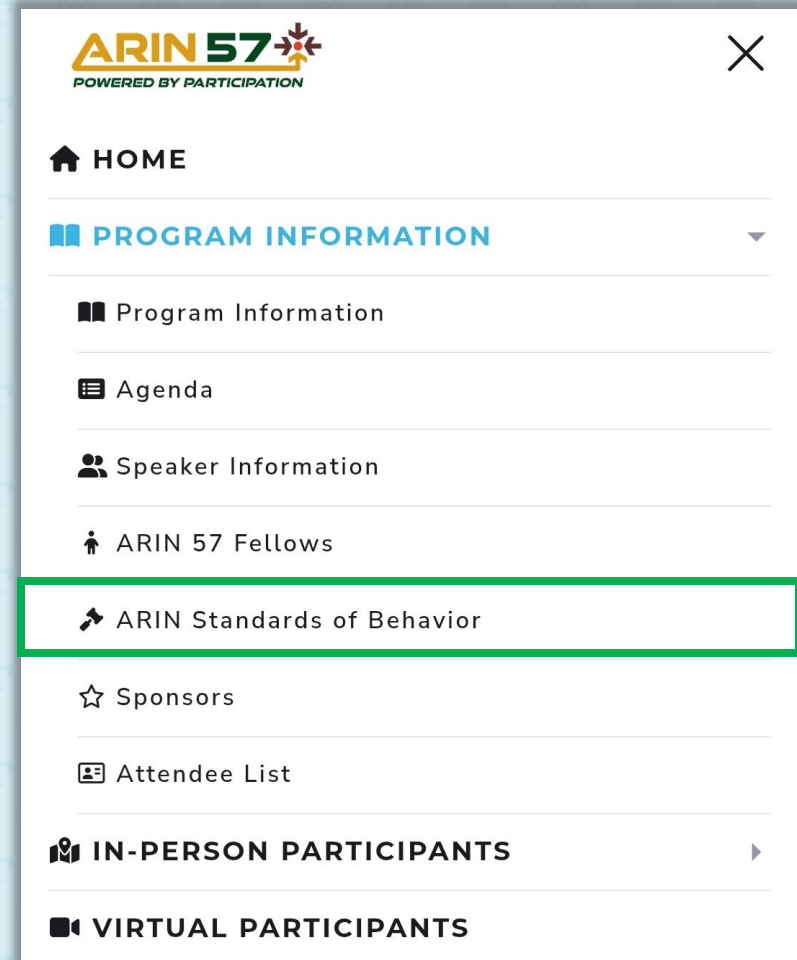 ARIN 57
POWERED BY PARTICIPATION
HOME
PROGRAM INFORMATION
Program Information
Agenda
Speaker Information
ARIN 57 Fellows
ARIN Standards of Behavior
Sponsors
Attendee List
IN-PERSON PARTICIPANTS
VIRTUAL PARTICIPANTS